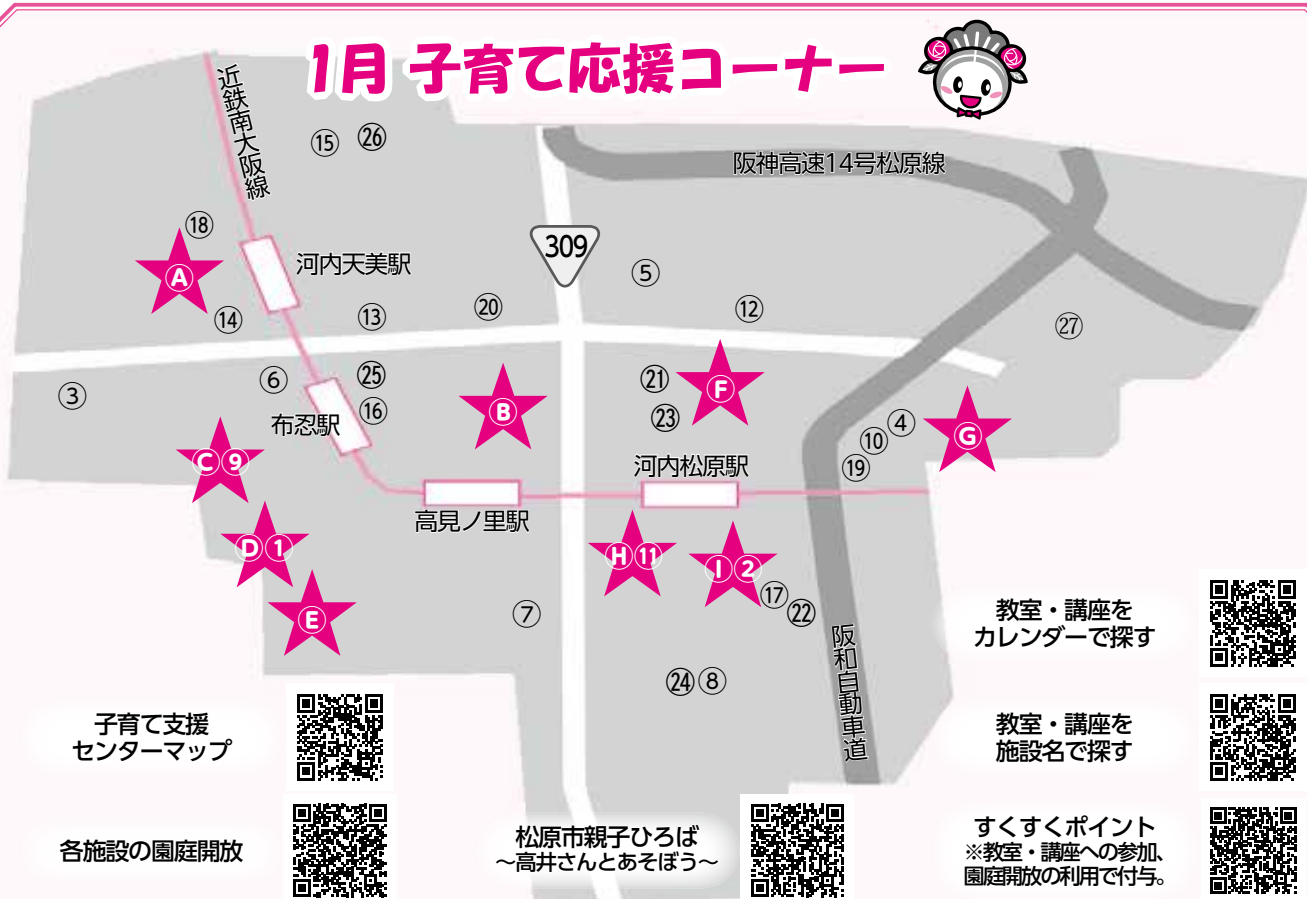 1月 子育て応援コーナー
近鉄南大阪線
⑮
㉖
阪神高速14号松原線
⑱
A
河内天美駅
309
⑤
⑭
⑬
⑳
⑫
㉗
③
⑥
㉕
布忍駅
⑯
B
㉑
F
㉓
④
⑩
G
⑲
C⑨
河内松原駅
高見ノ里駅
D①
H⑪
I②
E
⑦
⑰
㉒
㉔⑧
阪和自動車道
教室・講座を
カレンダーで探す
子育て支援
センターマップ
教室・講座を
施設名で探す
各施設の園庭開放
松原市親子ひろば
～高井さんとあそぼう～
すくすくポイント
※教室・講座への参加、
園庭開放の利用で付与。